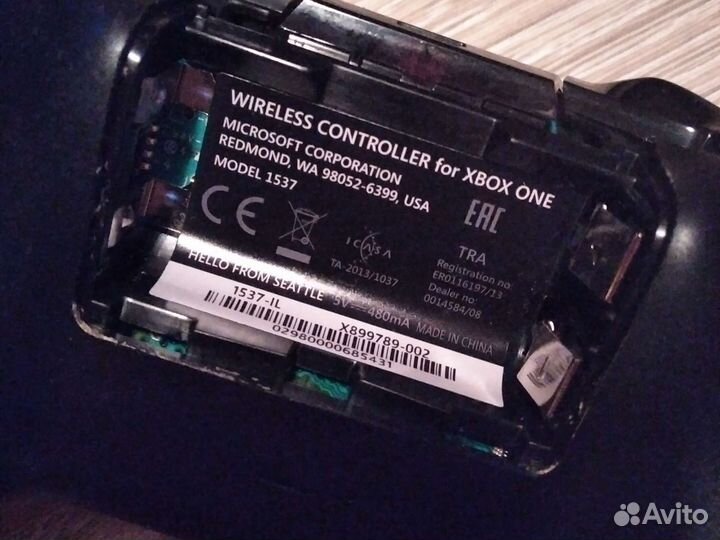 WIRELESS CONTROLLER for XBOX ONE
MICROSOFT CORPORATION
REDMOND, WA 98052-6399, USA
MODEL 1537
CE
EAC
ICASA
TA-2013/1037
TRA
Registration no
ER0116197/13
Dealer no:
0014584/08
HELLO FROM SEATTLE
5V 480mA MADE IN CHINA
1537-IL
X899789-002
02980000685431
Avito